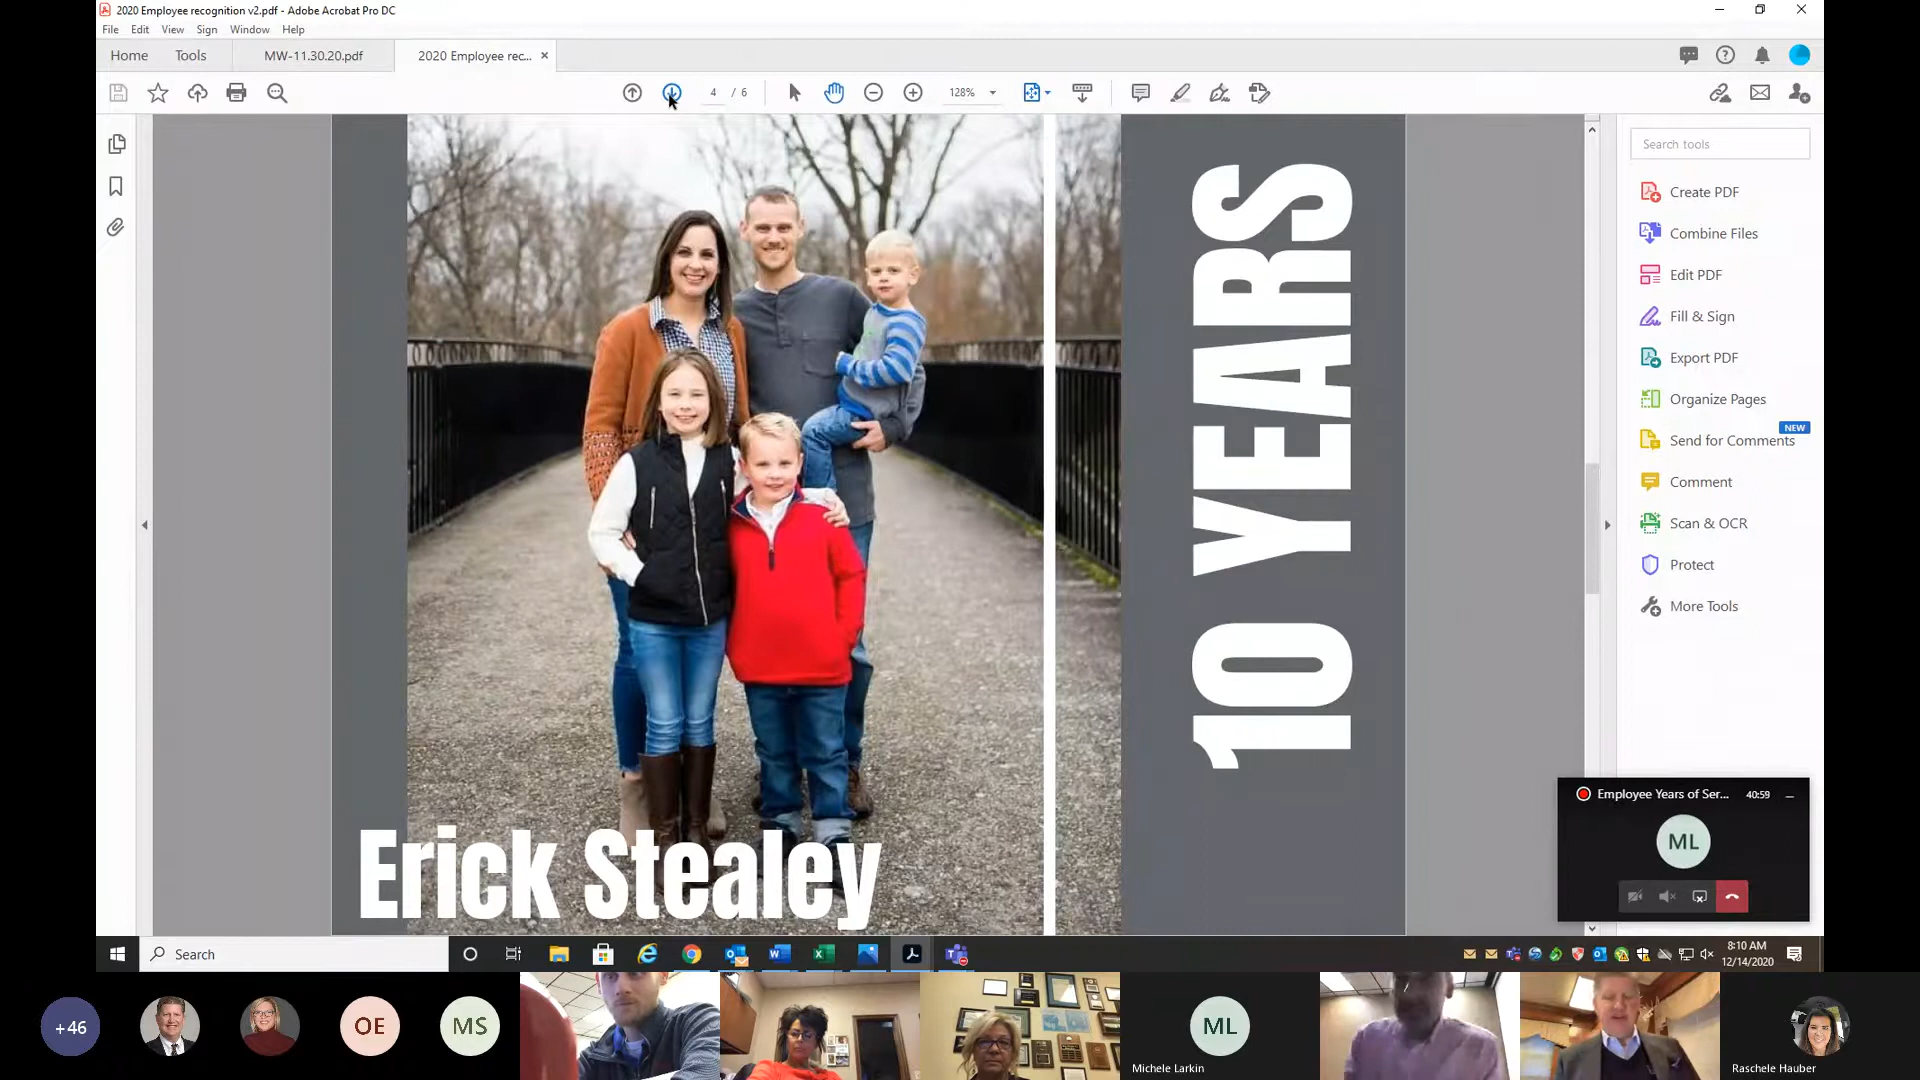 2020 Employee recognition v2.pdf - Adobe Acrobat Pro DC
File Edit View Sign Window Help
Home Tools MW-11.30.20.pdf 2020 Employee rec... ×
4 / 6 128%
Search tools
Create PDF
Combine Files
Edit PDF
Fill & Sign
Export PDF
Organize Pages
NEW
Send for Comments
Comment
Scan & OCR
Protect
More Tools
10 YEARS
Erick Stealey
Employee Years of Ser... 40:59
ML
Search
8:10 AM
12/14/2020
+46
OE
MS
ML
Michele Larkin
Raschele Hauber